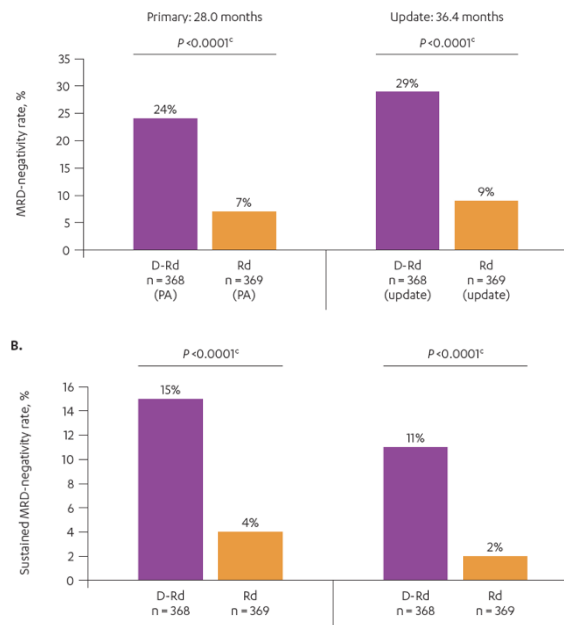 Primary: 28.0 months
Update: 36.4 months
P<0.0001ᶜ
P<0.0001ᶜ
MRD-negativity rate, %
35
30
25
20
15
10
5
0
24%
7%
29%
9%
D-Rd
n = 368
(PA)
Rd
n = 369
(PA)
D-Rd
n = 368
(update)
Rd
n = 369
(update)
B.
P<0.0001ᶜ
P<0.0001ᶜ
Sustained MRD-negativity rate, %
16
14
12
10
8
6
4
2
0
15%
4%
11%
2%
D-Rd
n = 368
Rd
n = 369
D-Rd
n = 368
Rd
n = 369